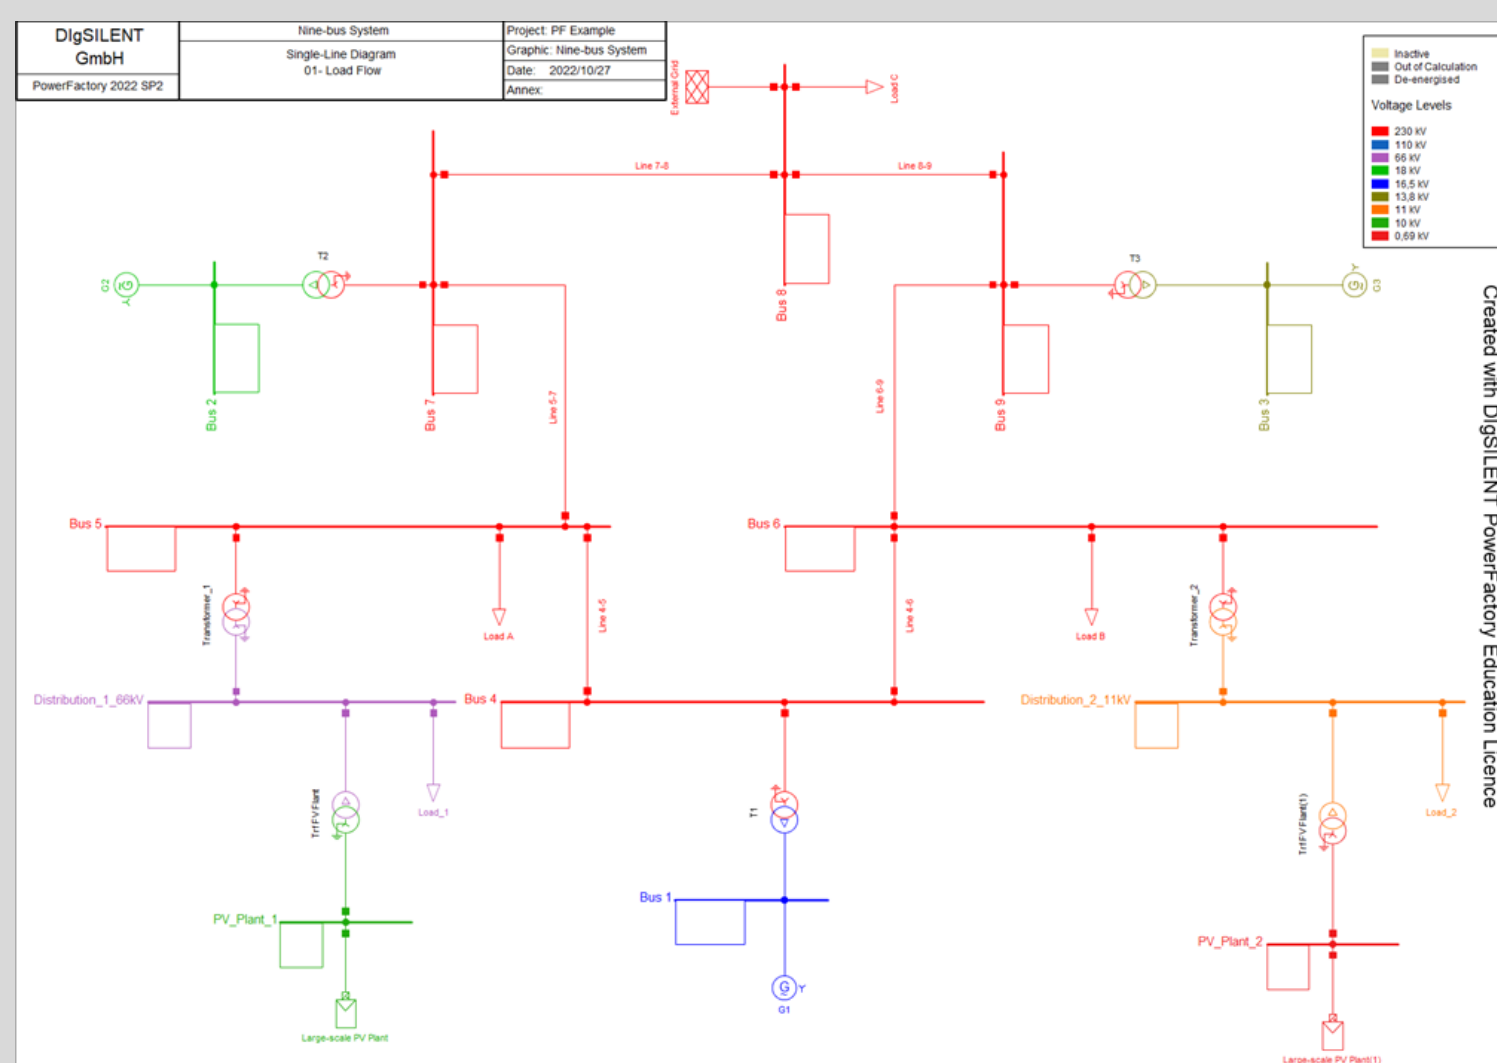 DIgSILENT
GmbH
PowerFactory 2022 SP2
Nine-bus System
Single-Line Diagram
01- Load Flow
Project: PF Example
Graphic: Nine-bus System
Date: 2022/10/27
Annex:
Inactive
Out of Calculation
De-energised
Voltage Levels
230 kV
110 kV
66 kV
18 kV
16,5 kV
13,8 kV
11 kV
10 kV
0,69 kV
External Grid
Load C
Line 7-8
Line 8-9
T2
T3
G2
G3
Bus 8
Bus 2
Bus 7
Line 5-7
Line 6-9
Bus 9
Bus 3
Created with DIgSILENT PowerFactory Education Licence
Bus 5
Bus 6
Transformer_1
Load A
Line 4-5
Line 4-6
Load B
Transformer_2
Distribution_1_66kV
Bus 4
Distribution_2_11kV
Trf PV Plant
Load_1
T1
Trf PV Plant(1)
Load_2
Bus 1
PV_Plant_1
PV_Plant_2
G
G
G
G1
Large-scale PV Plant
Large-scale PV Plant(1)